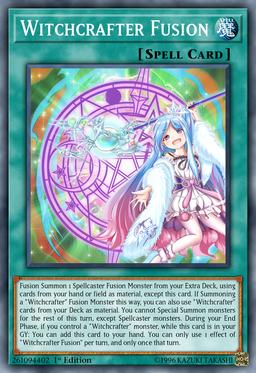 WITCHCRAFTER FUSION
[SPELL CARD]
Fusion Summon 1 Spellcaster Fusion Monster from your Extra Deck, using
cards from your hand or field as material, except this card. If Summoning
a "Witchcrafter" Fusion Monster this way, you can also use "Witchcrafter"
cards from your Deck as material. You cannot Special Summon monsters
for the rest of this turn, except Spellcaster monsters. During your End
Phase, if you control a "Witchcrafter" monster, while this card is in your
GY: You can add this card to your hand. You can only use 1 effect of
"Witchcrafter Fusion" per turn, and only once that turn.
261094402 1st Edition
©1996 KAZUKI TAKAHASHI